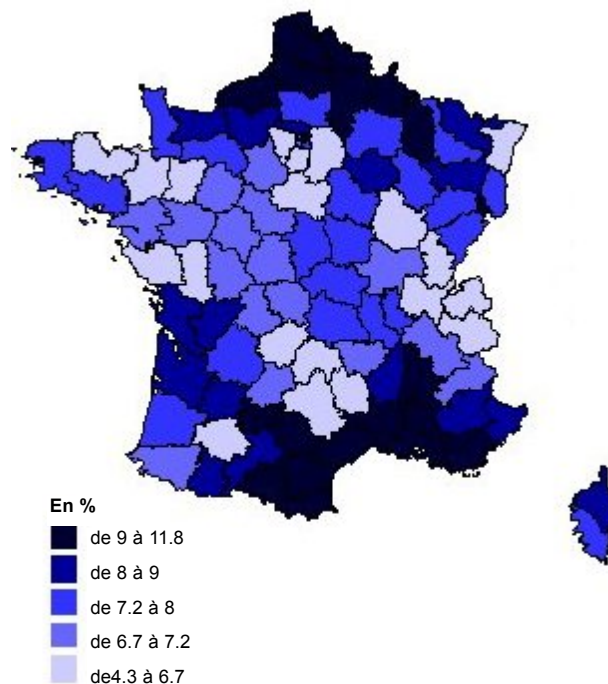 En %
de 9 à 11.8
de 8 à 9
de 7.2 à 8
de 6.7 à 7.2
de4.3 à 6.7